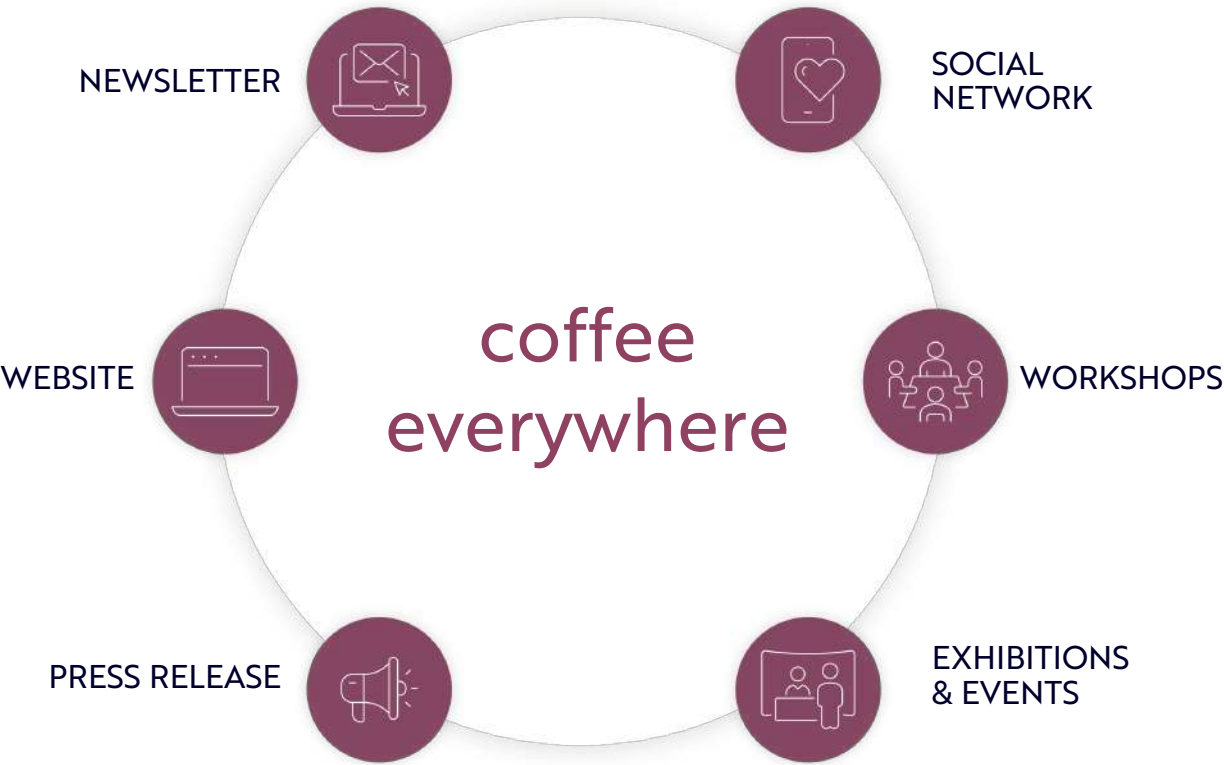 NEWSLETTER
SOCIAL
NETWORK
WEBSITE
coffee
everywhere
WORKSHOPS
PRESS RELEASE
EXHIBITIONS
& EVENTS